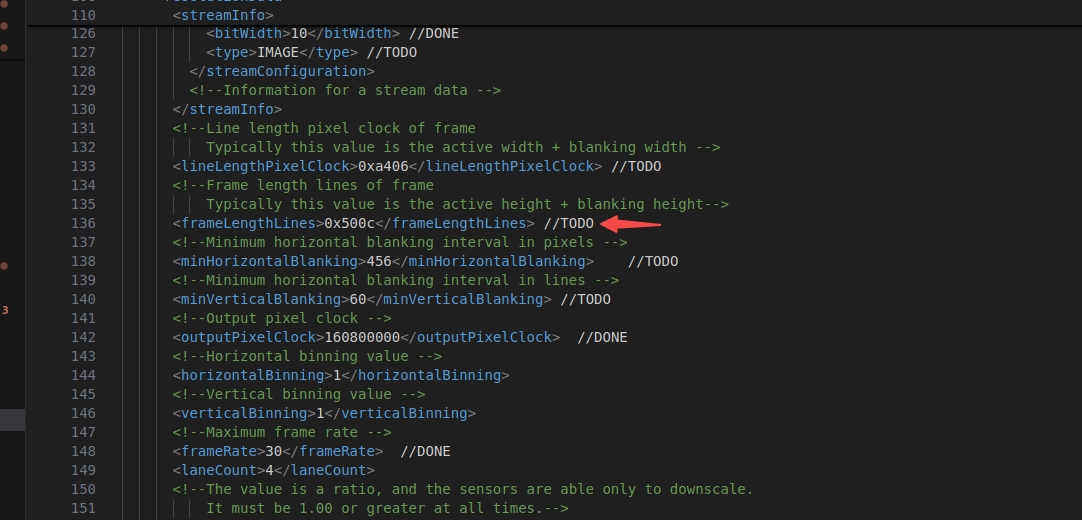 110 <streamInfo>
126 <bitWidth>10</bitWidth> //DONE
127 <type>IMAGE</type> //TODO
128 </streamConfiguration>
129 <!--Information for a stream data -->
130 </streamInfo>
131 <!--Line length pixel clock of frame
132 Typically this value is the active width + blanking width -->
133 <lineLengthPixelClock>0xa406</lineLengthPixelClock> //TODO
134 <!--Frame length lines of frame
135 Typically this value is the active height + blanking height-->
136 <frameLengthLines>0x500c</frameLengthLines> //TODO
137 <!--Minimum horizontal blanking interval in pixels -->
138 <minHorizontalBlanking>456</minHorizontalBlanking> //TODO
139 <!--Minimum horizontal blanking interval in lines -->
3
140 <minVerticalBlanking>60</minVerticalBlanking> //TODO
141 <!--Output pixel clock -->
142 <outputPixelClock>160800000</outputPixelClock> //DONE
143 <!--Horizontal binning value -->
144 <horizontalBinning>1</horizontalBinning>
145 <!--Vertical binning value -->
146 <verticalBinning>1</verticalBinning>
147 <!--Maximum frame rate -->
148 <frameRate>30</frameRate> //DONE
149 <laneCount>4</laneCount>
150 <!--The value is a ratio, and the sensors are able only to downscale.
151 It must be 1.00 or greater at all times.-->